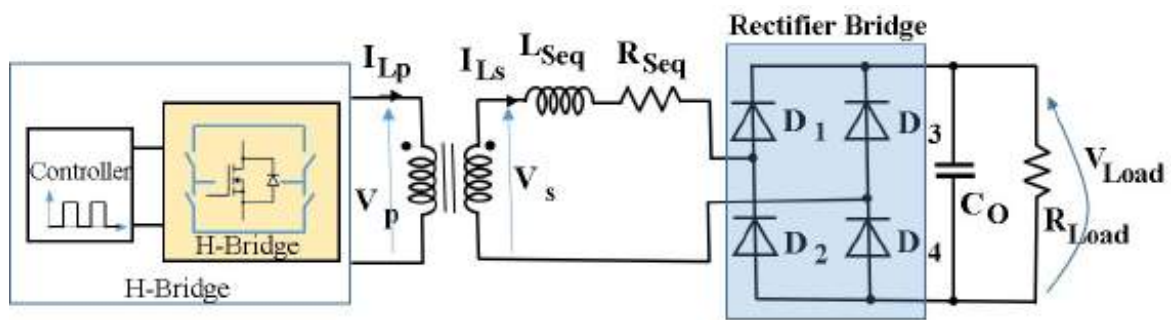 Rectifier Bridge
I Lp
I Ls
L Seq
R Seq
Controller
H-Bridge
H-Bridge
V p
V s
D 1
D 2
D 3
D 4
C O
R Load
V Load